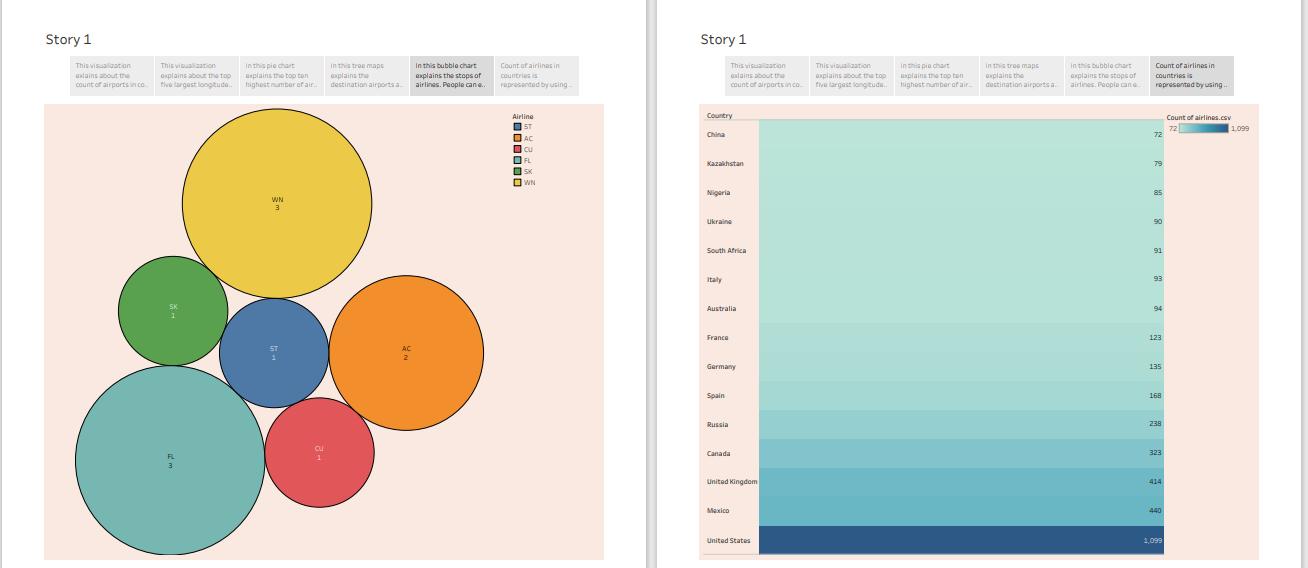 Story 1
This visualization
exlains about the
count of airports in co..
This visualization
explains about the top
five largest longitude..
in this pie chart
explains the top ten
highest number of air..
in this tree maps
explains the
destination airports a..
in this bubble chart
explains the stops of
airlines. People can e..
Count of airlines in
countries is
represented by using ..
Airline
5T
AC
CU
FL
SK
WN
WN
3
SK
1
5T
1
AC
2
CU
1
FL
3
Story 1
This visualization
exlains about the
count of airports in co..
This visualization
explains about the top
five largest longitude..
in this pie chart
explains the top ten
highest number of air..
in this tree maps
explains the
destination airports a..
in this bubble chart
explains the stops of
airlines. People can e..
Count of airlines in
countries is
represented by using ..
Country
Count of airlines.csv
72 1,099
China 72
Kazakhstan 79
Nigeria 85
Ukraine 90
South Africa 91
Italy 93
Australia 94
France 123
Germany 135
Spain 168
Russia 238
Canada 323
United Kingdom 414
Mexico 440
United States 1,099